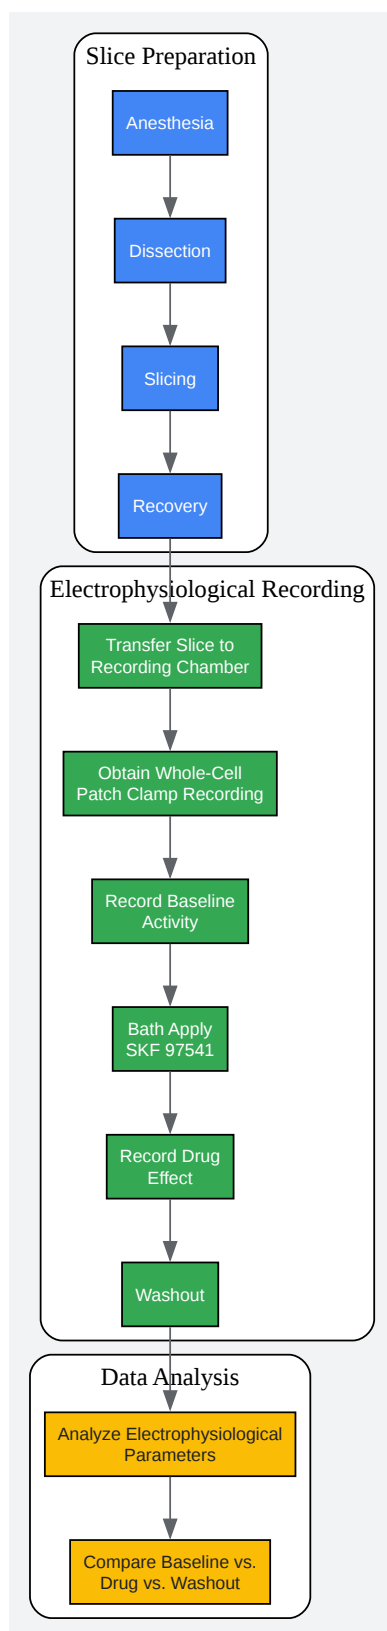 Slice Preparation
Anesthesia
Dissection
Slicing
Recovery
Electrophysiological Recording
Transfer Slice to
Recording Chamber
Obtain Whole-Cell
Patch Clamp Recording
Record Baseline
Activity
Bath Apply
SKF 97541
Record Drug
Effect
Washout
Data Analysis
Analyze Electrophysiological
Parameters
Compare Baseline vs.
Drug vs. Washout